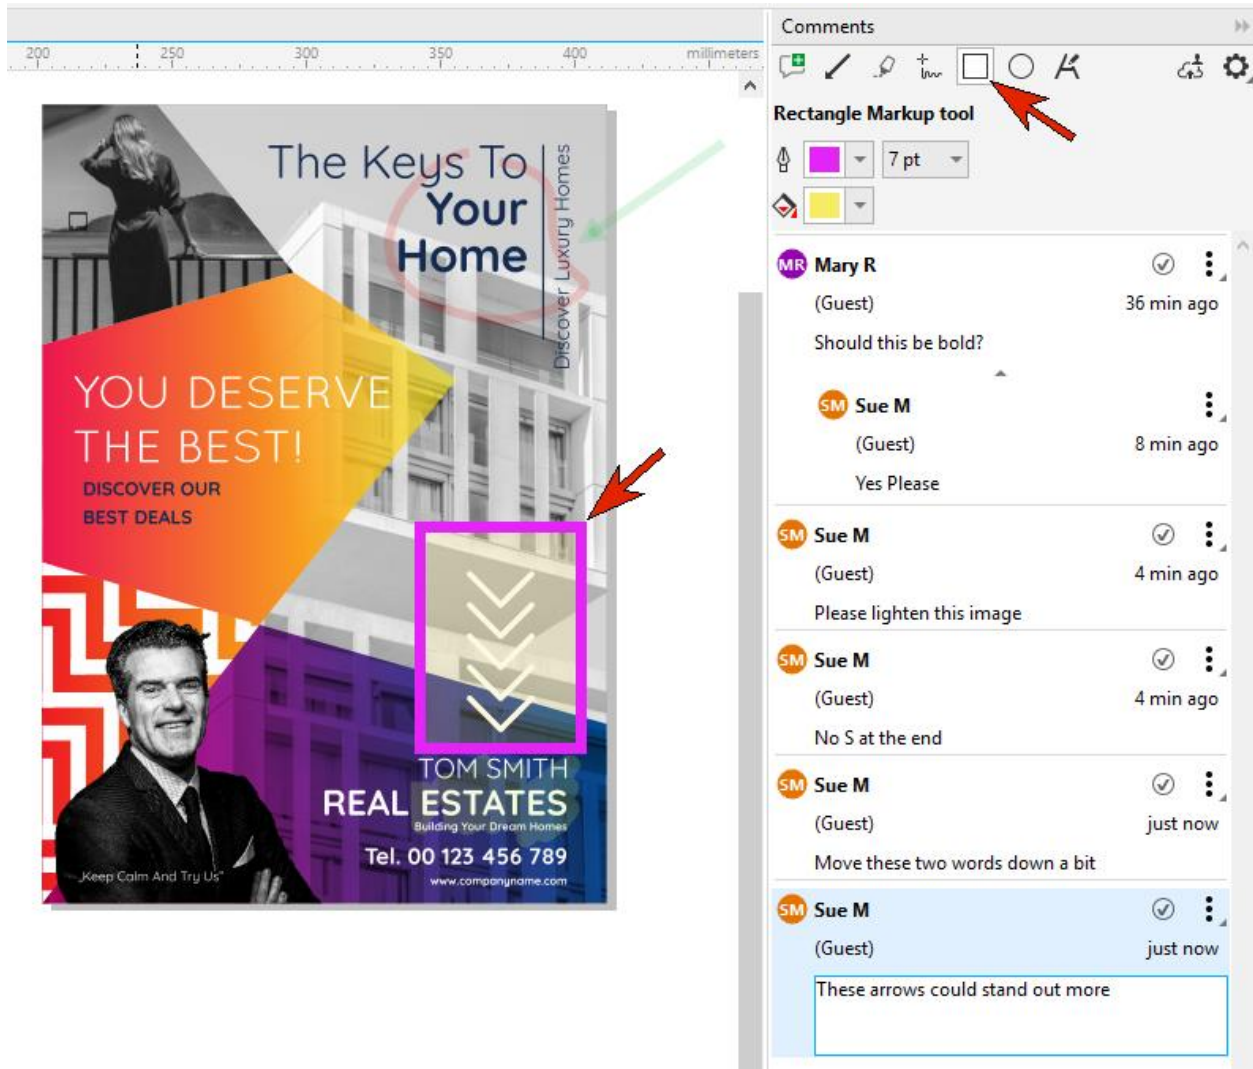 Comments
200 250 300 350 400 millimeters
Rectangle Markup tool
7 pt
The Keys To
Your
Home
Discover Luxury Homes
YOU DESERVE
THE BEST!
DISCOVER OUR
BEST DEALS
TOM SMITH
REAL ESTATES
Building Your Dream Homes
Tel. 00 123 456 789
www.companyname.com
„Keep Calm And Try Us"
MR Mary R
(Guest) 36 min ago
Should this be bold?
SM Sue M
(Guest) 8 min ago
Yes Please
SM Sue M
(Guest) 4 min ago
Please lighten this image
SM Sue M
(Guest) 4 min ago
No S at the end
SM Sue M
(Guest) just now
Move these two words down a bit
SM Sue M
(Guest) just now
These arrows could stand out more